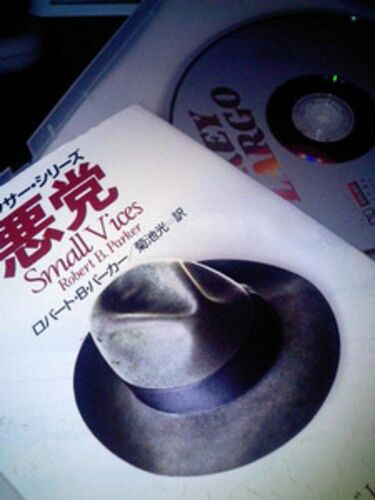 サー・シリーズ
悪党
Small Vices
Robert B. Parker
ロバート・B・パーカー／菊池光 訳
KEY
LARGO